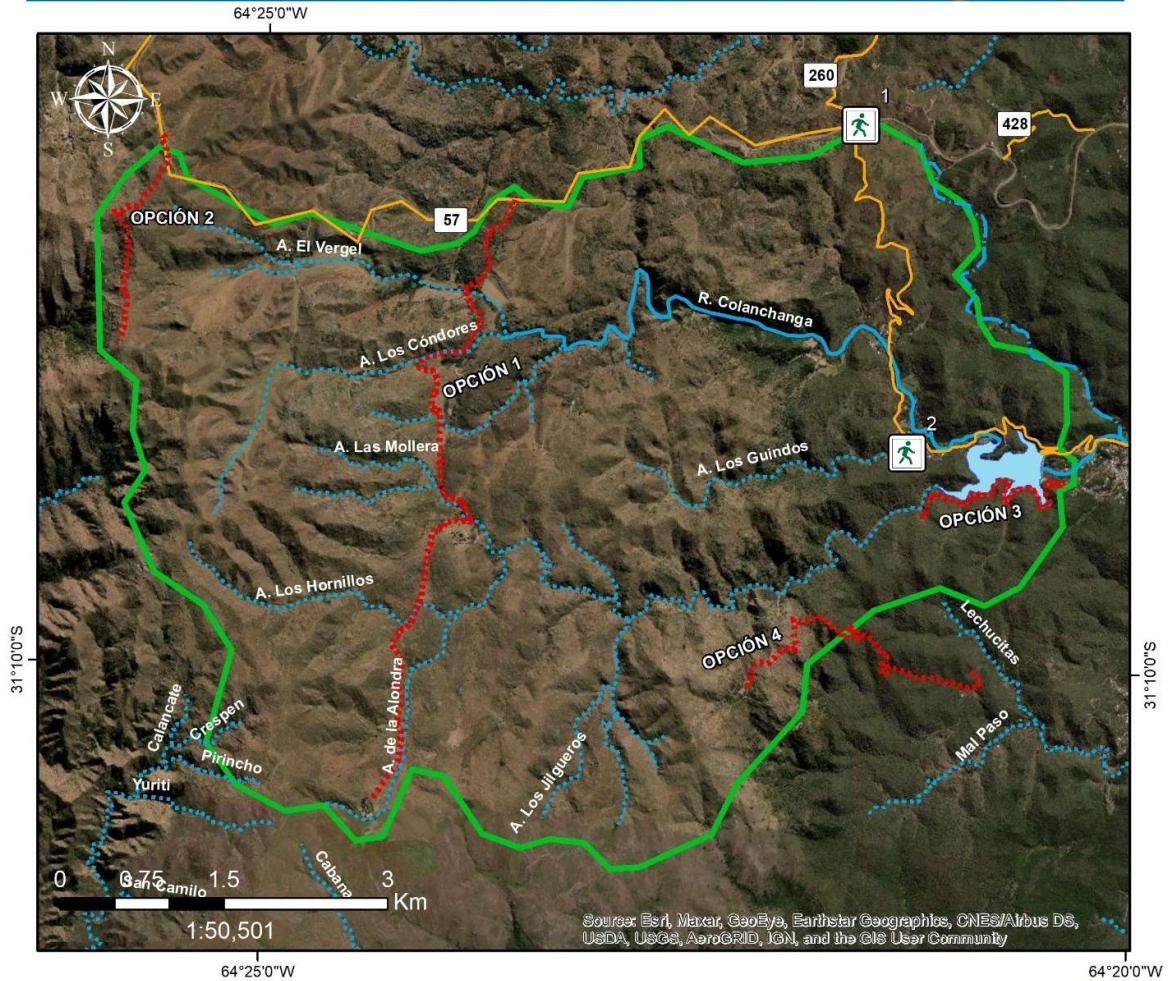 64°25'0"W
N
W E
S
260
1
428
OPCIÓN 2
57
A. El Vergel
R. Colanchanga
A. Los Cóndores
OPCIÓN 1
A. Las Mollera
2
A. Los Guindos
OPCIÓN 3
A. Los Hornillos
Lechucitas
OPCIÓN 4
31°10'0"S
31°10'0"S
A. de la Alondra
Calancate
Crespen
Pirincho
Mal Paso
A. Los Jilgueros
Yuriti
Cabana
0 0.75 1.5 3
Km
San Camilo
1:50,501
Source: Esri, Maxar, GeoEye, Earthstar Geographics, CNES/Airbus DS,
USDA, USGS, AeroGRID, IGN, and the GIS User Community
64°25'0"W
64°20'0"W